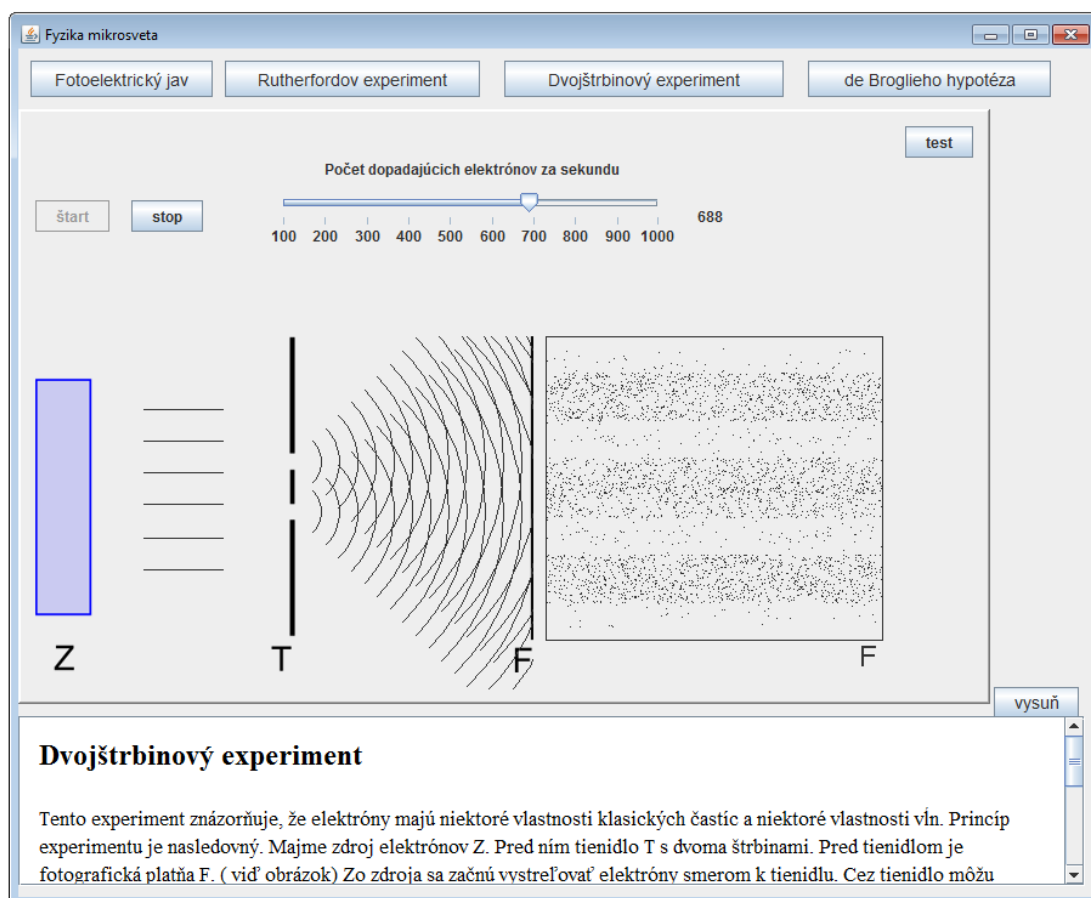 Fyzika mikrosveta
Fotoelektrický jav Rutherfordov experiment Dvojštrbinový experiment de Broglieho hypotéza
test
Počet dopadajúcich elektrónov za sekundu
štart stop 688
100 200 300 400 500 600 700 800 900 1000
Z T F F
vysuň
Dvojštrbinový experiment
Tento experiment znázorňuje, že elektróny majú niektoré vlastnosti klasických častíc a niektoré vlastnosti vĺn. Princíp
experimentu je nasledovný. Majme zdroj elektrónov Z. Pred ním tienidlo T s dvoma štrbinami. Pred tienidlom je
fotografická platňa F. ( viď obrázok) Zo zdroja sa začnú vystreľovať elektróny smerom k tienidlu. Cez tienidlo môžu